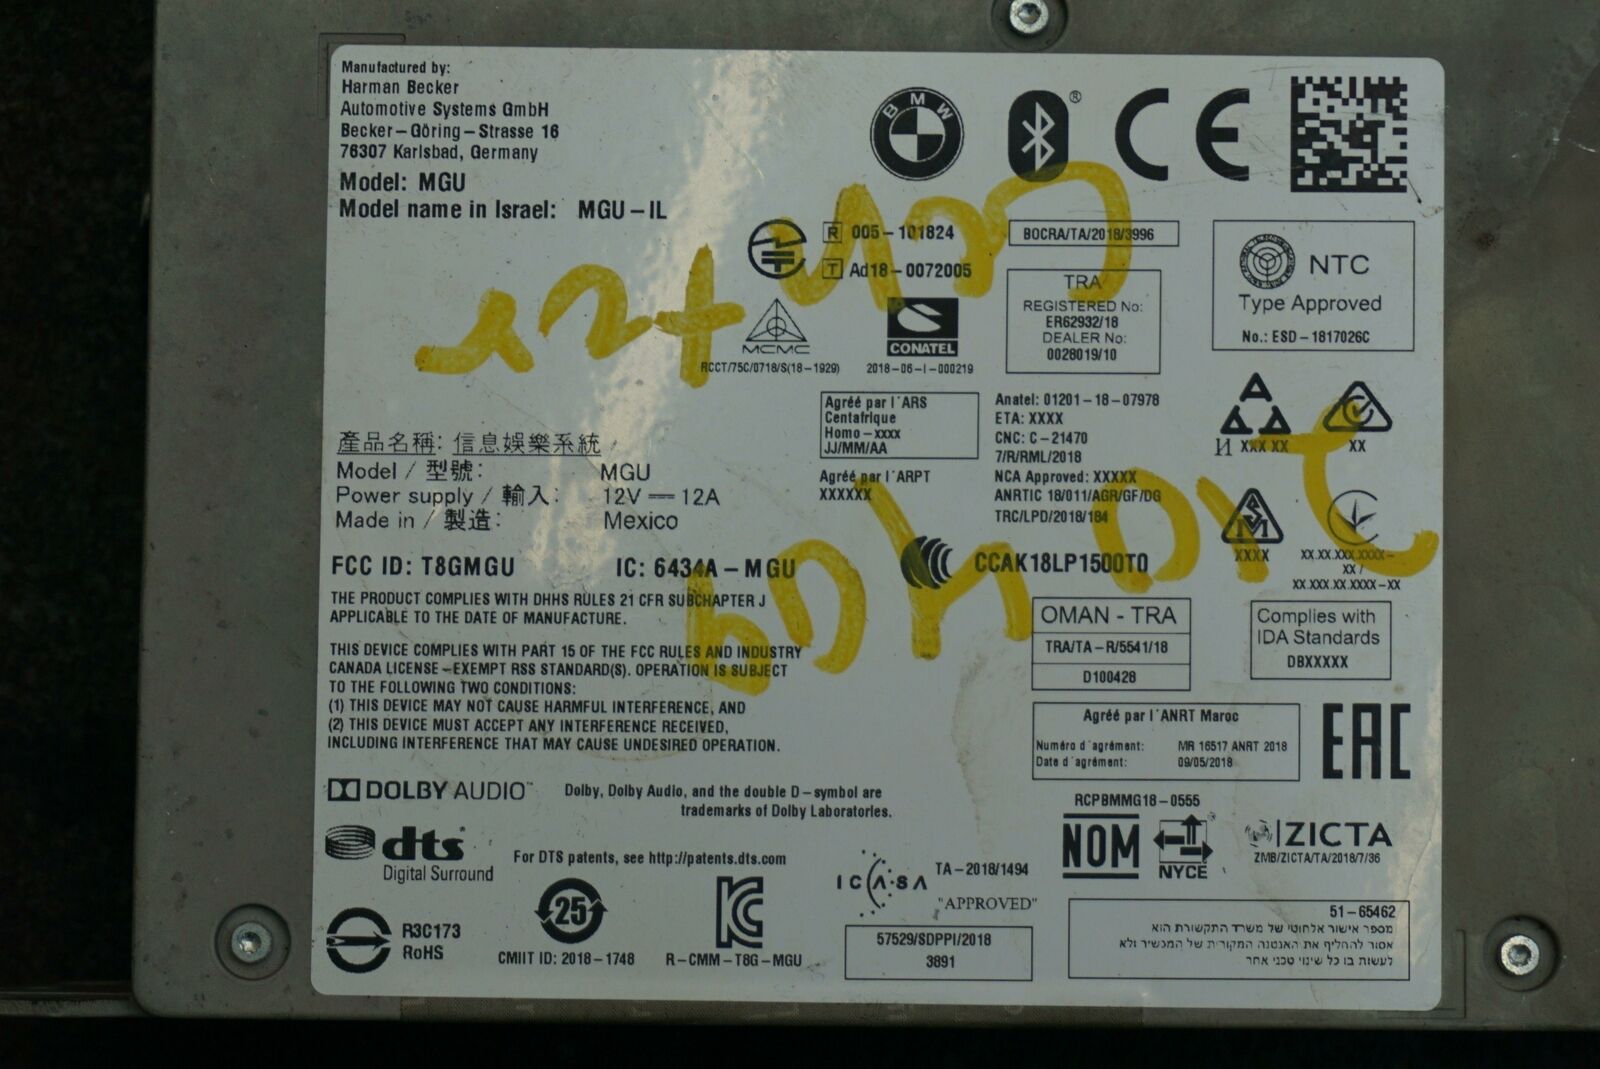 Manufactured by:
Harman Becker
Automotive Systems GmbH
Becker-Göring-Strasse 16
76307 Karlsbad, Germany
Model: MGU
Model name in Israel: MGU-IL
BMW
®
CE
R 005-101824
T Ad18-0072005
BOCRA/TA/2018/3996
NTC
Type Approved
No.: ESD-1817026C
TRA
REGISTERED No:
ER62932/18
DEALER No:
0028019/10
MCMC
RCCT/75C/0718/S(18-1929)
CONATEL
2018-06-I-000219
Agréé par l'ARS
Centafrique
Homo-xxxx
JJ/MM/AA
Agréé par l'ARPT
XXXXXX
Anatel: 01201-18-07978
ETA: XXXX
CNC: C-21470
7/R/RML/2018
NCA Approved: XXXXX
ANRTIC 18/011/AGR/GF/DG
TRC/LPD/2018/184
И XXX XX
XX
XXXX
XX.XX.XXX.XXXX-
XX /
XX.XXX.XX.XXXX-XX
產品名稱: 信息娛樂系統
Model / 型號: MGU
Power supply / 輸入: 12V 12A
Made in / 製造: Mexico
FCC ID: T8GMGU IC: 6434A-MGU
CCAK18LP1500T0
THE PRODUCT COMPLIES WITH DHHS RULES 21 CFR SUBCHAPTER J
APPLICABLE TO THE DATE OF MANUFACTURE.
THIS DEVICE COMPLIES WITH PART 15 OF THE FCC RULES AND INDUSTRY
CANADA LICENSE-EXEMPT RSS STANDARD(S). OPERATION IS SUBJECT
TO THE FOLLOWING TWO CONDITIONS:
(1) THIS DEVICE MAY NOT CAUSE HARMFUL INTERFERENCE, AND
(2) THIS DEVICE MUST ACCEPT ANY INTERFERENCE RECEIVED,
INCLUDING INTERFERENCE THAT MAY CAUSE UNDESIRED OPERATION.
OMAN - TRA
TRA/TA-R/5541/18
D100428
Complies with
IDA Standards
DBXXXXX
Agréé par l'ANRT Maroc
Numéro d'agrément: MR 16517 ANRT 2018
Date d'agrément: 09/05/2018
EAC
DOLBY AUDIO™
Dolby, Dolby Audio, and the double D-symbol are
trademarks of Dolby Laboratories.
dts
Digital Surround
For DTS patents, see http://patents.dts.com
RCPBMMG18-0555
NOM
NYCE
ZICTA
ZMB/ZICTA/TA/2018/7/36
ICASA
TA-2018/1494
"APPROVED"
R3C173
RoHS
25
CMIIT ID: 2018-1748
R-CMM-T8G-MGU
57529/SDPPI/2018
3891
51-65462
מספר אישור אלחוטי של משרד התקשורת הוא
אסור להחליף את האנטנה המקורית של המכשיר ולא
לעשות בו כל שינוי טכני אחר